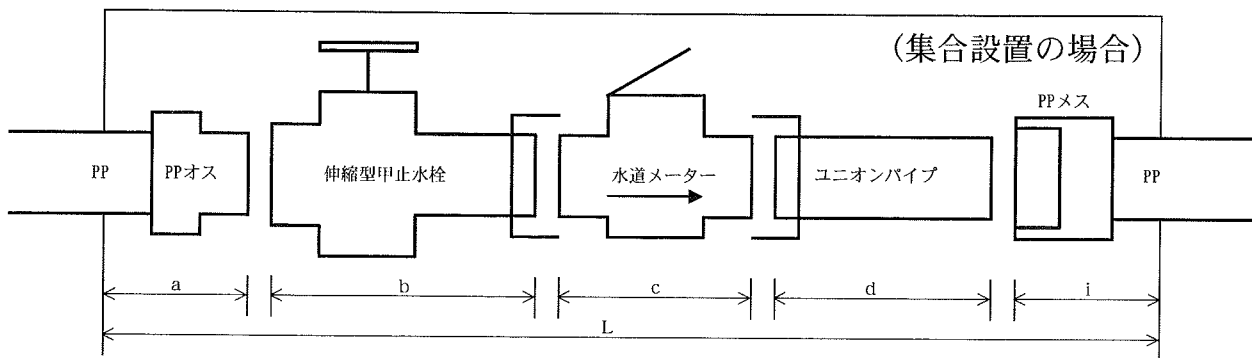 (集合設置の場合)
PPメス
PP
PPオス
伸縮型甲止水栓
水道メーター
ユニオンパイプ
PP
a
b
c
d
i
L